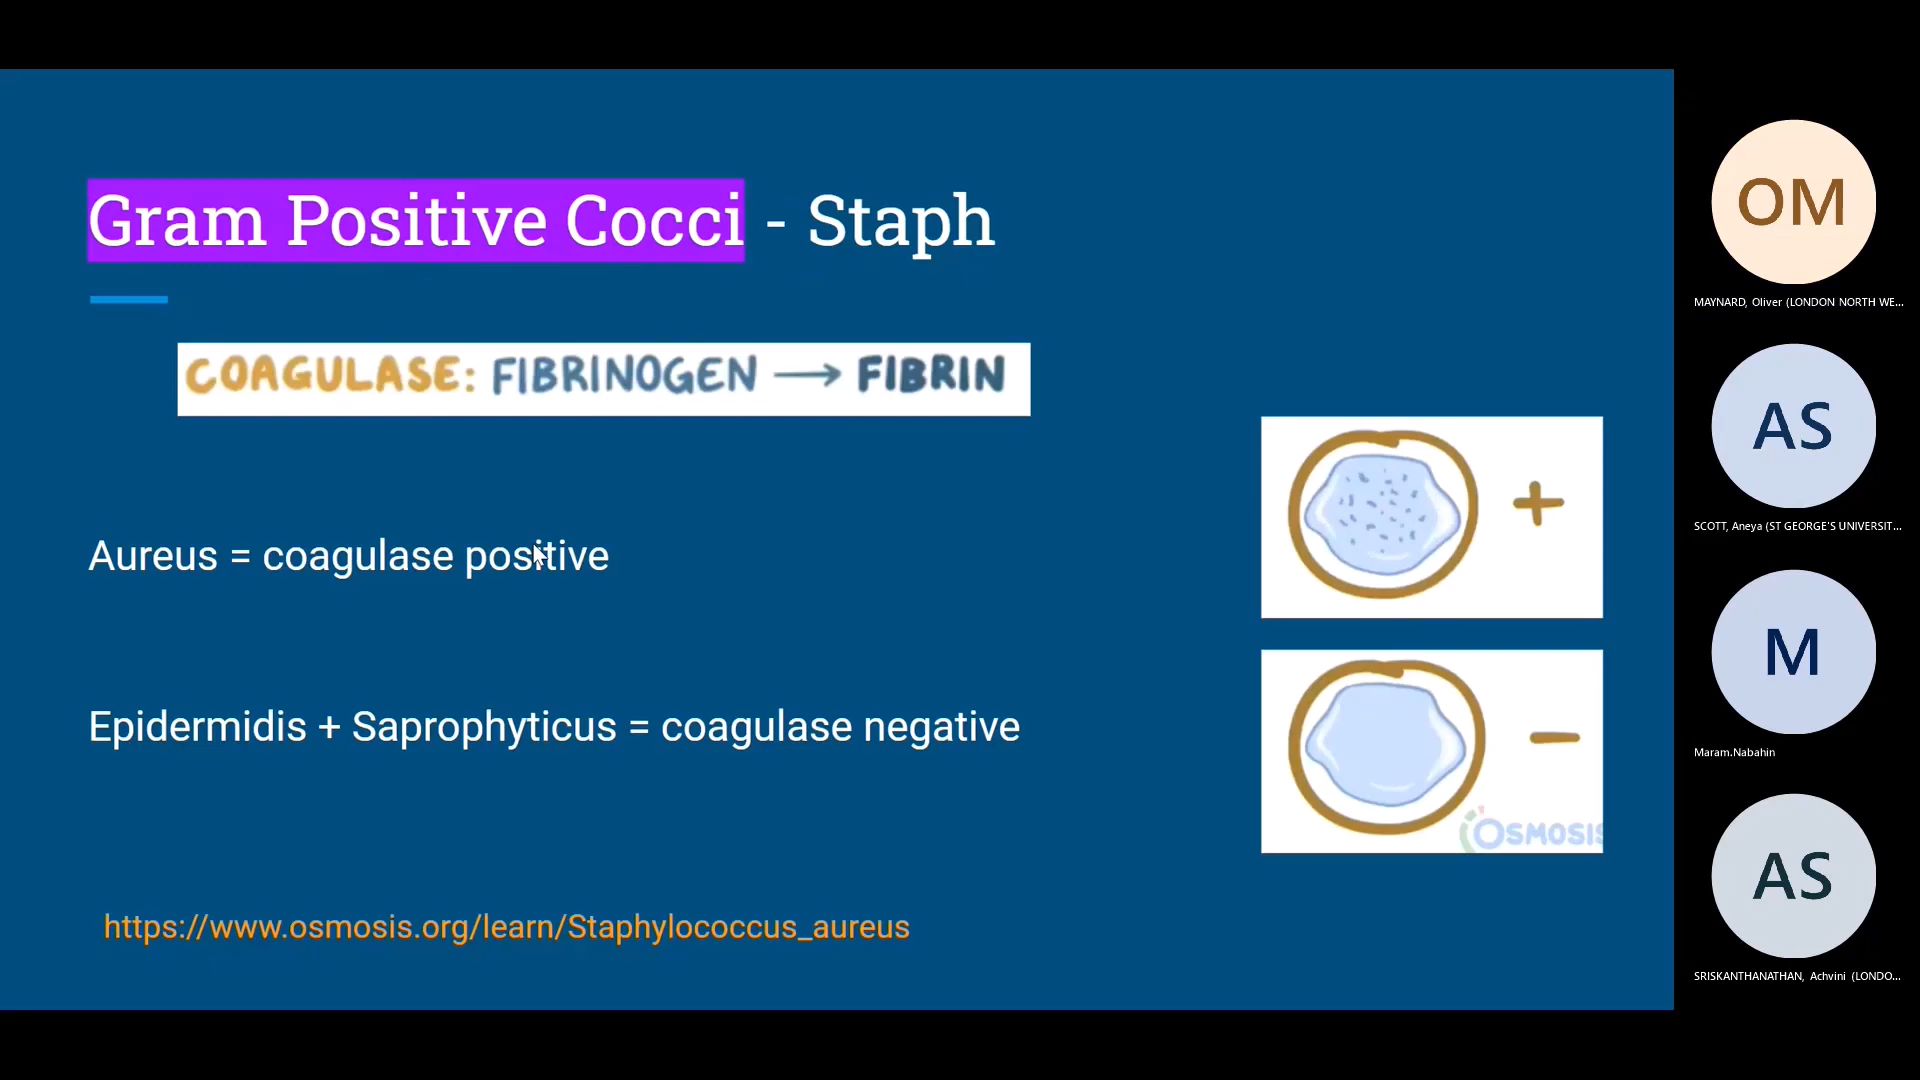 Gram Positive Cocci - Staph
COAGULASE: FIBRINOGEN → FIBRIN
+
Aureus = coagulase positive
Epidermidis + Saprophyticus = coagulase negative
−
OSMOSIS
https://www.osmosis.org/learn/Staphylococcus_aureus
OM
MAYNARD, Oliver (LONDON NORTH WE...
AS
SCOTT, Aneya (ST GEORGE'S UNIVERSIT...
M
Maram.Nabahin
AS
SRISKANTHANATHAN, Achvini (LONDO...